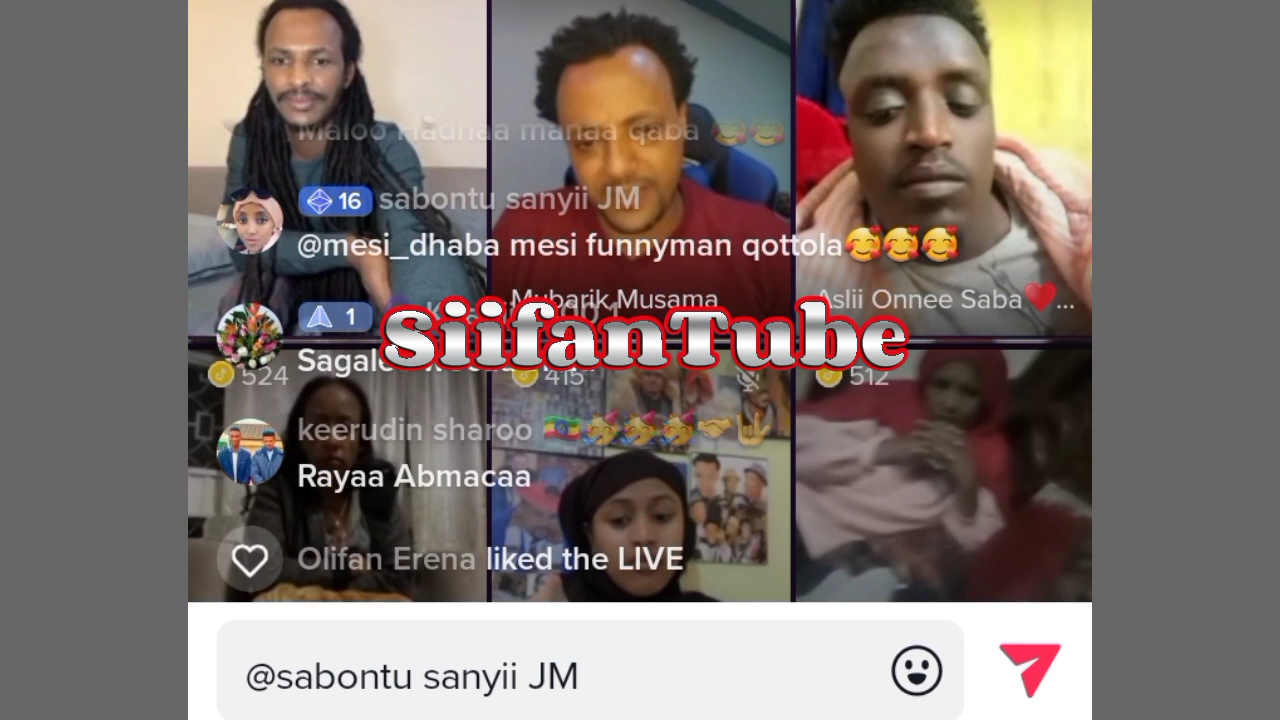 Maloo Hadhaa manaa qaba
16 sabontu sanyii JM
@mesi_dhaba mesi funnyman qottola
Mubarik Musama
Aslii Onnee Saba ...
1
SiifanTube
524
415
512
keerudin sharoo
Rayaa Abmacaa
Olifan Erena liked the LIVE
@sabontu sanyii JM